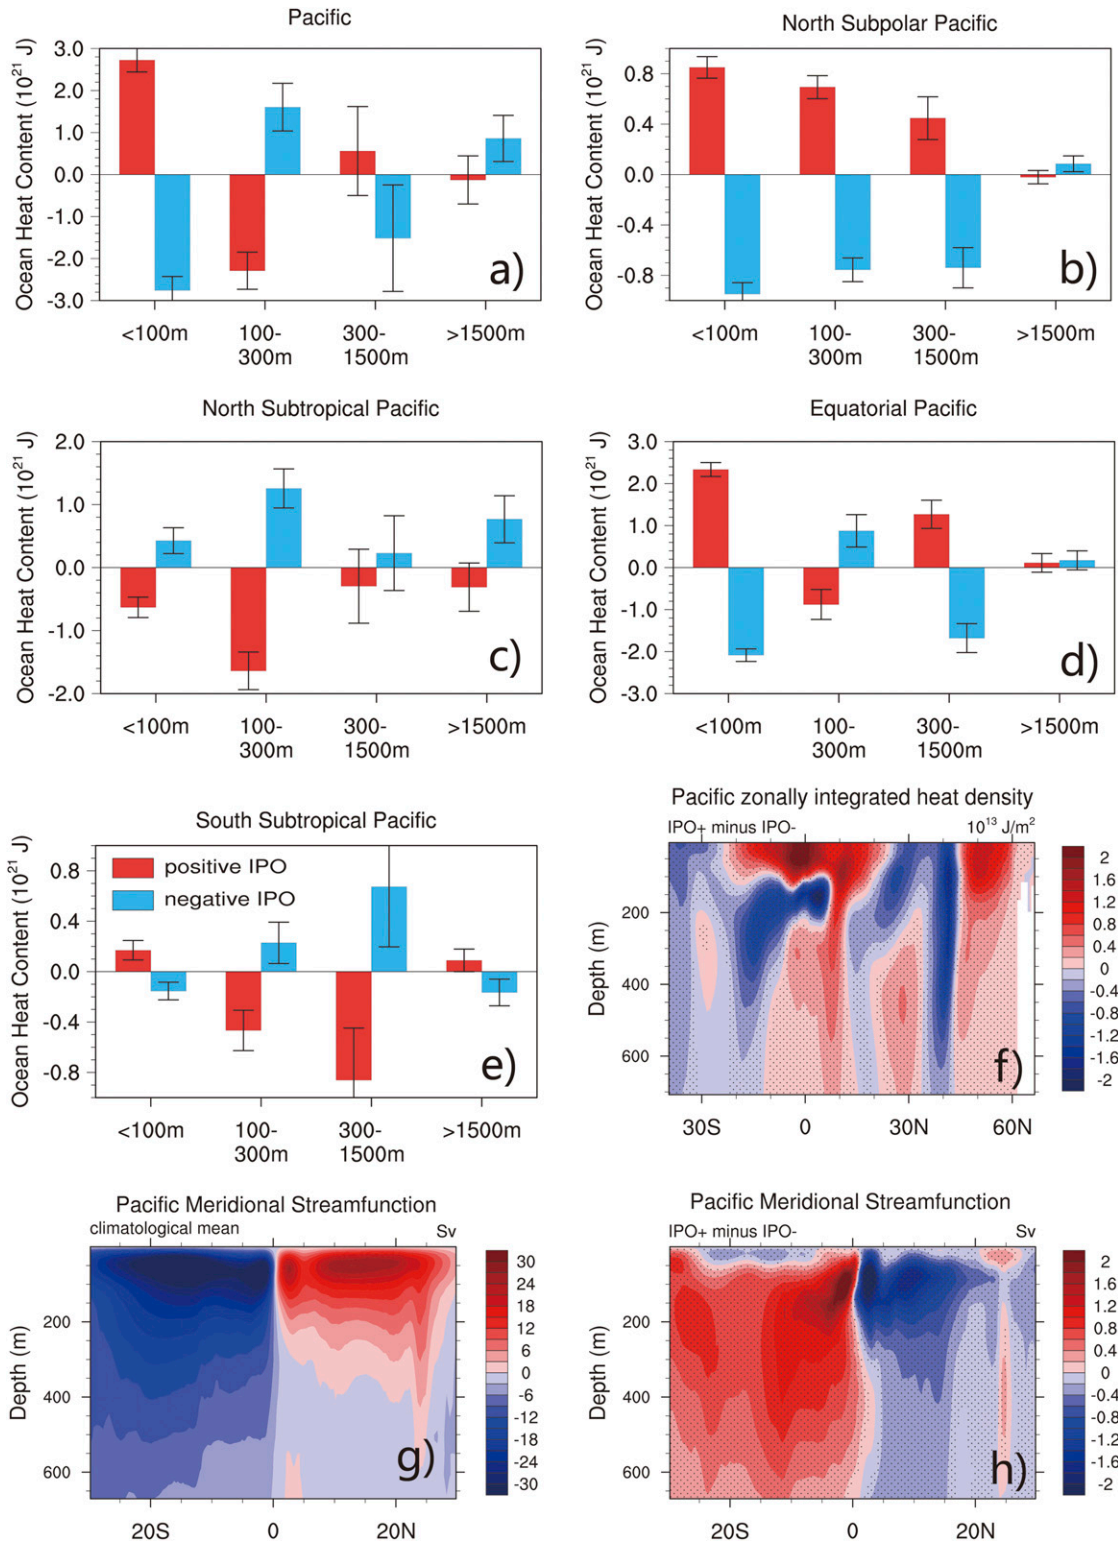 Pacific
Ocean Heat Content (10²¹ J)
3.0
2.0
1.0
0.0
-1.0
-2.0
-3.0
a)
<100m
100-
300m
300-
1500m
>1500m
North Subpolar Pacific
Ocean Heat Content (10²¹ J)
0.8
0.4
0.0
-0.4
-0.8
b)
<100m
100-
300m
300-
1500m
>1500m
North Subtropical Pacific
Ocean Heat Content (10²¹ J)
2.0
1.0
0.0
-1.0
-2.0
c)
<100m
100-
300m
300-
1500m
>1500m
Equatorial Pacific
Ocean Heat Content (10²¹ J)
3.0
2.0
1.0
0.0
-1.0
-2.0
-3.0
d)
<100m
100-
300m
300-
1500m
>1500m
South Subtropical Pacific
Ocean Heat Content (10²¹ J)
0.8
0.4
0.0
-0.4
-0.8
positive IPO
negative IPO
e)
<100m
100-
300m
300-
1500m
>1500m
Pacific zonally integrated heat density
IPO+ minus IPO-
10¹³ J/m²
Depth (m)
200
400
600
f)
30S
0
30N
60N
2
1.6
1.2
0.8
0.4
0
-0.4
-0.8
-1.2
-1.6
-2
Pacific Meridional Streamfunction
climatological mean
Sv
Depth (m)
200
400
600
g)
20S
0
20N
30
24
18
12
6
0
-6
-12
-18
-24
-30
Pacific Meridional Streamfunction
IPO+ minus IPO-
Sv
Depth (m)
200
400
600
h)
20S
0
20N
2
1.6
1.2
0.8
0.4
0
-0.4
-0.8
-1.2
-1.6
-2